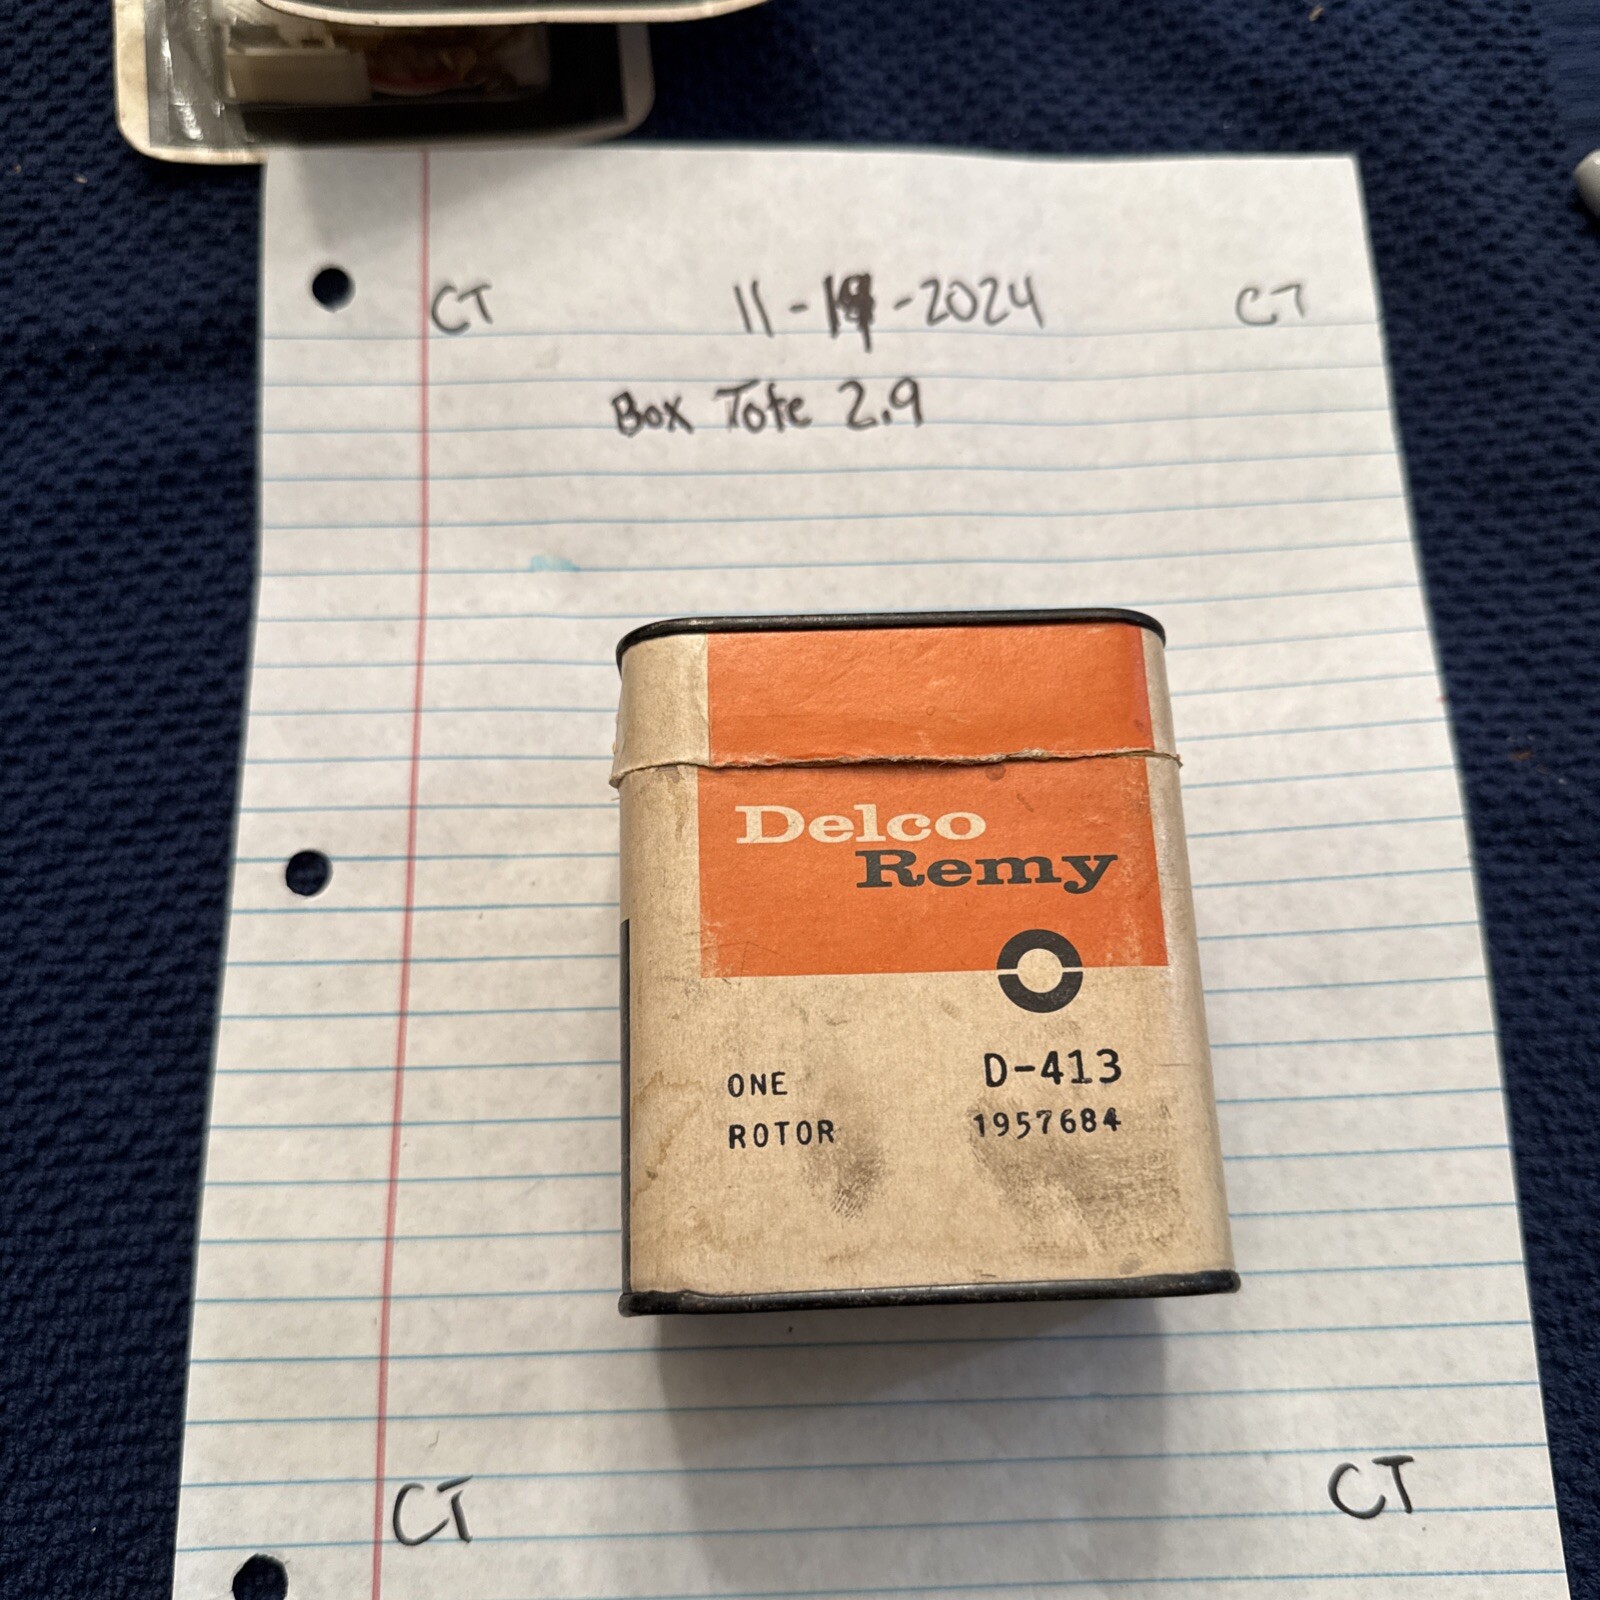 CT 11-19-2024 CT
Box Tote 2.9
Delco
Remy
ONE D-413
ROTOR 1957684
CT CT